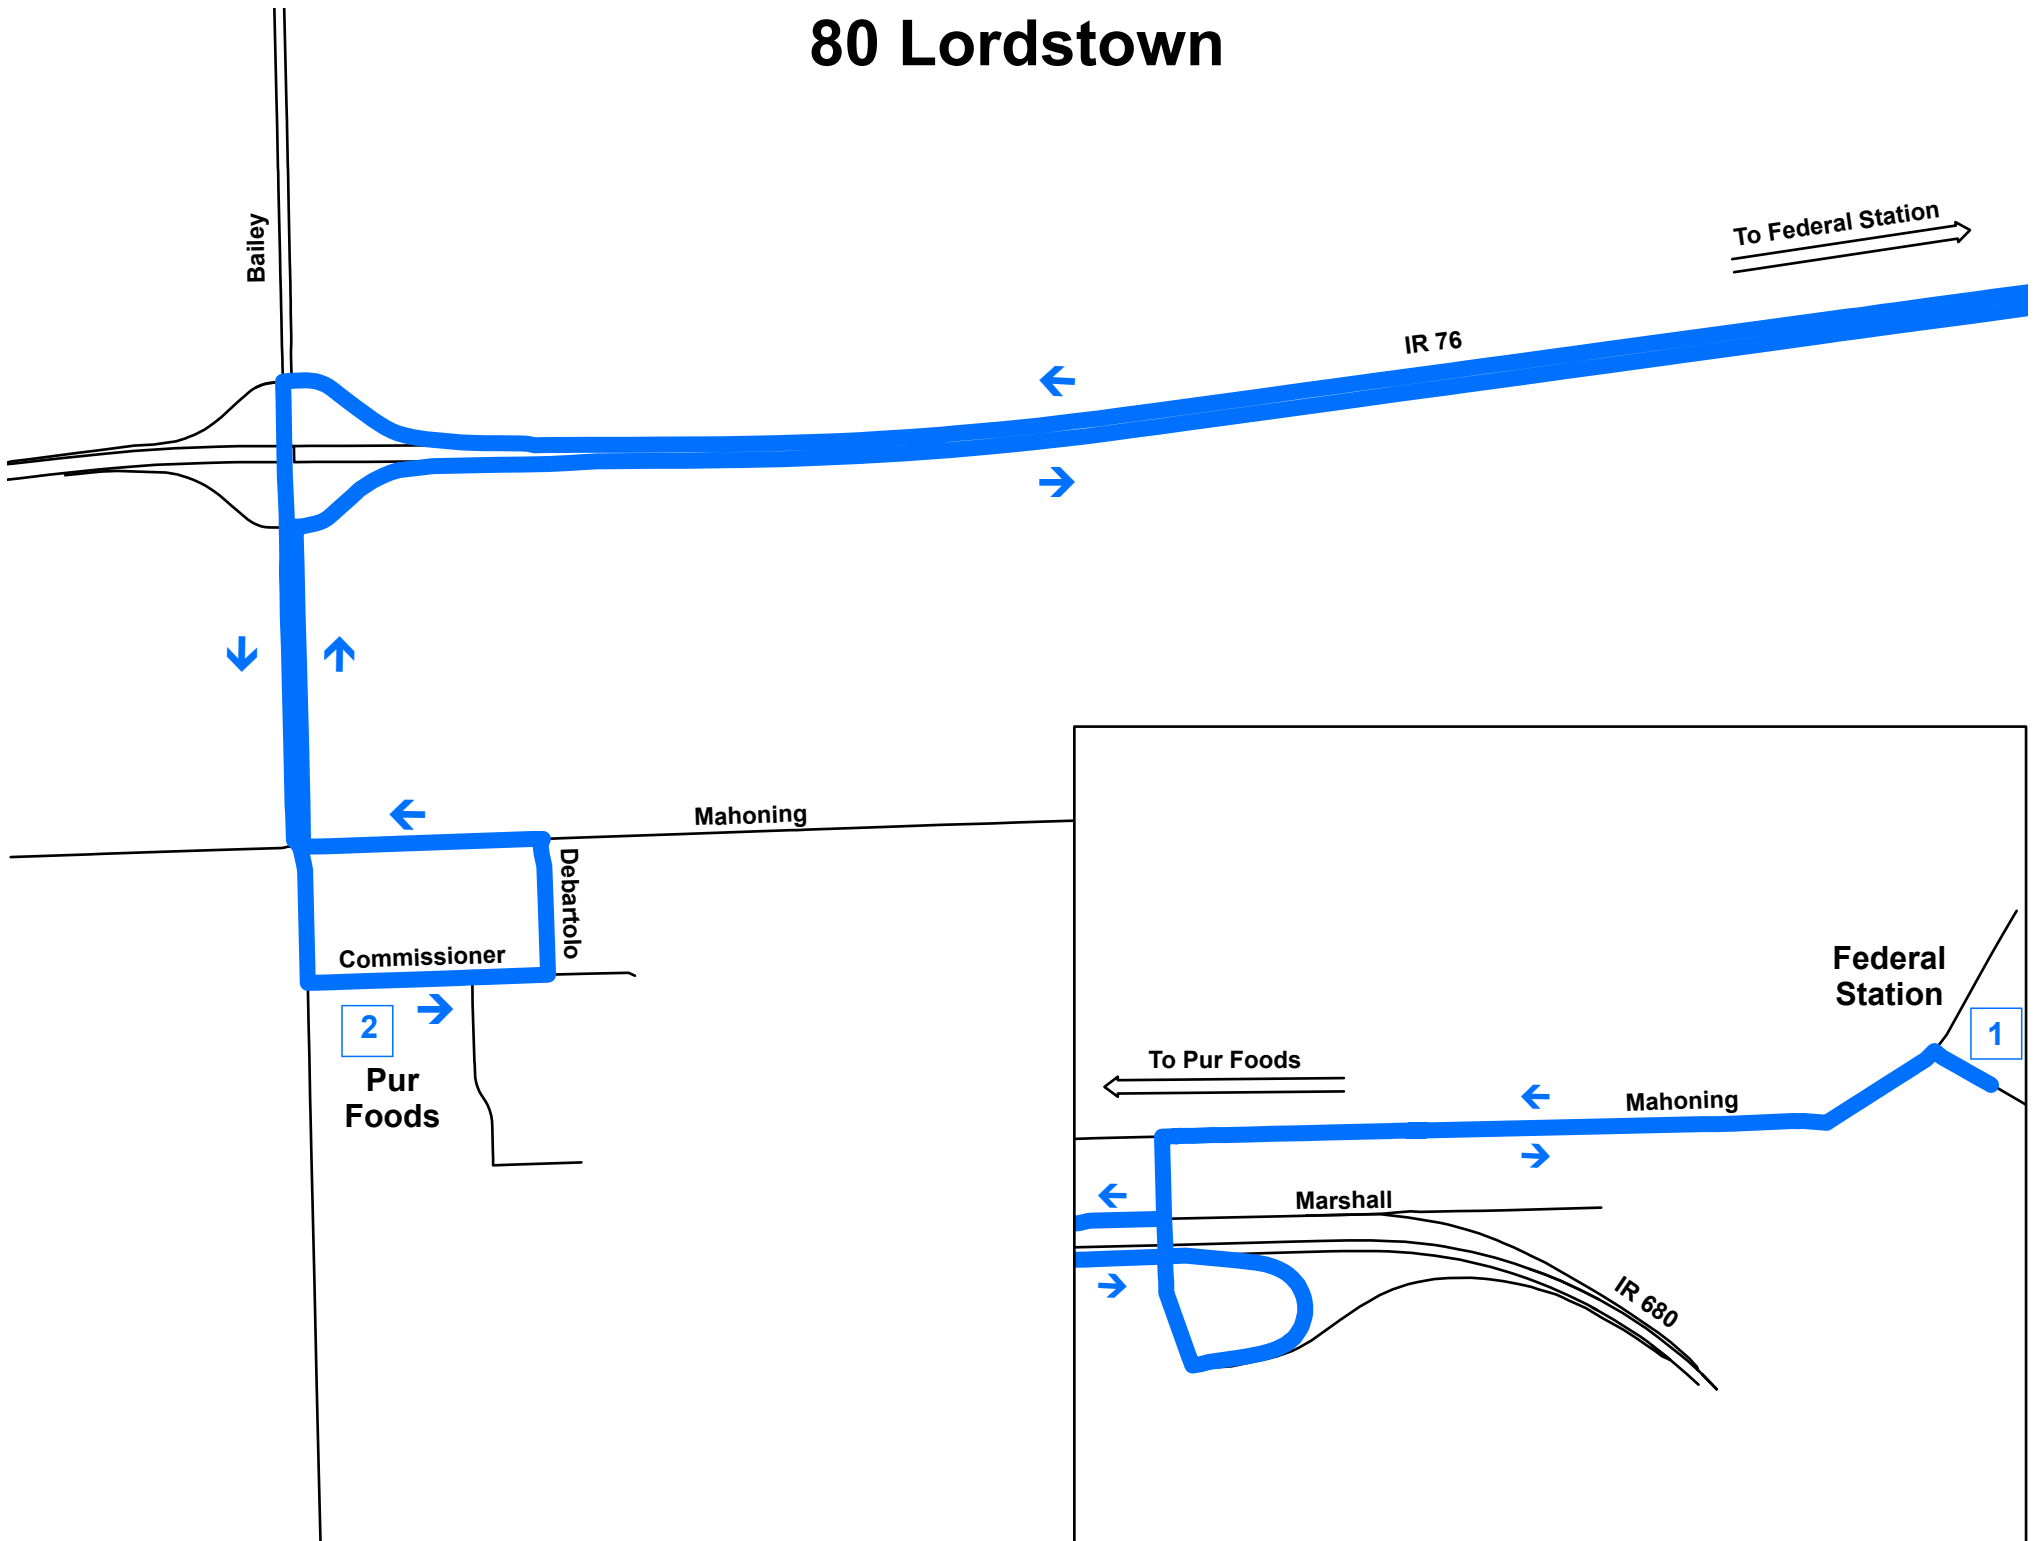 80 Lordstown
Bailey
To Federal Station
IR 76
Mahoning
Debartolo
Commissioner
2
Pur
Foods
Federal
Station
1
To Pur Foods
Mahoning
Marshall
IR 680